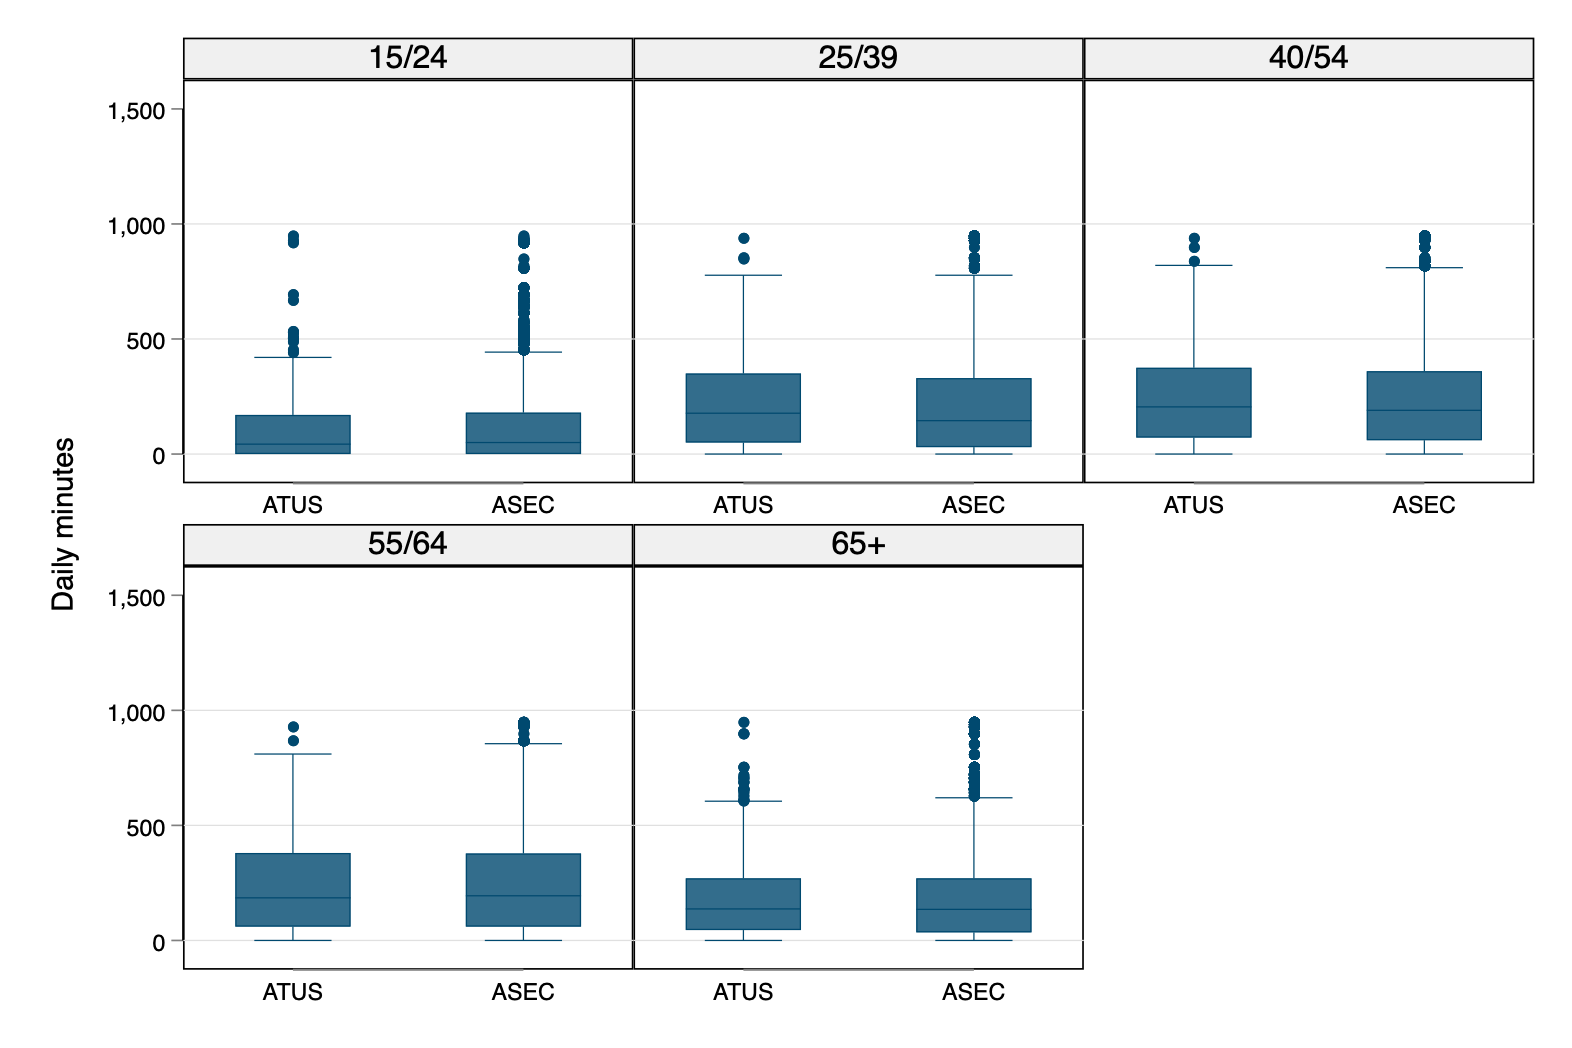 15/24 25/39 40/54
1,500
1,000
500
0
ATUS ASEC ATUS ASEC ATUS ASEC
Daily minutes
55/64 65+
1,500
1,000
500
0
ATUS ASEC ATUS ASEC